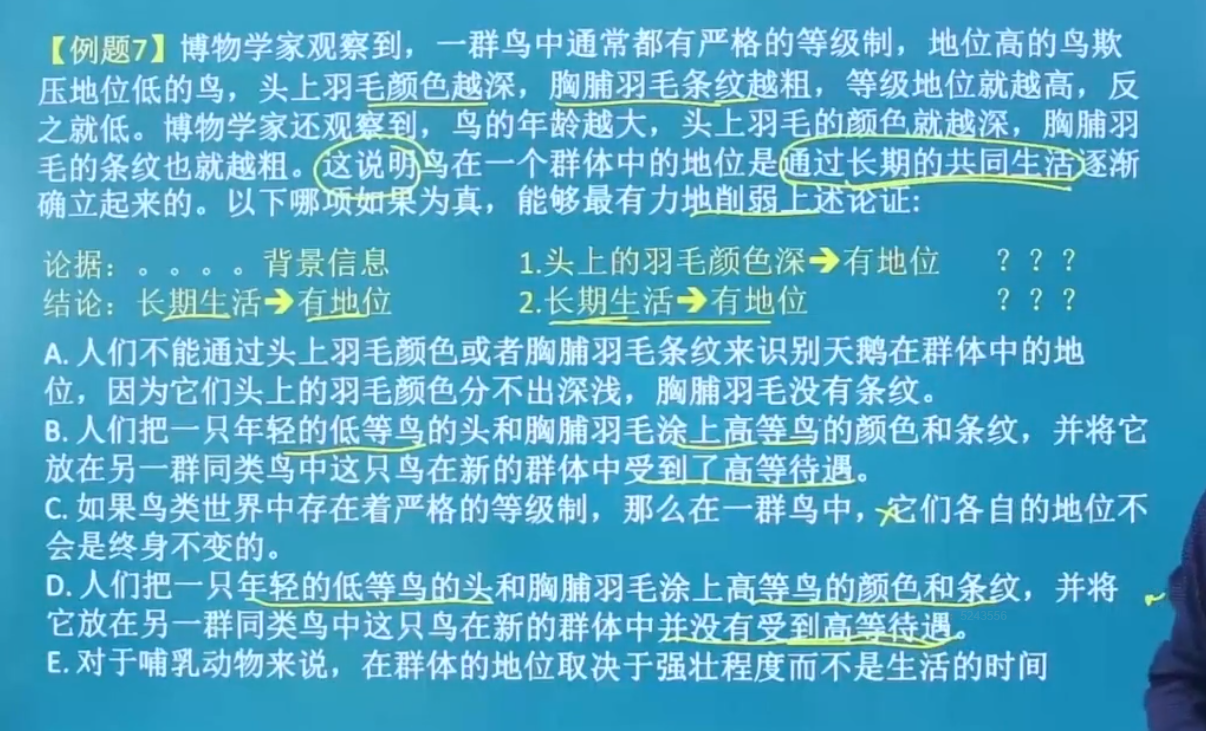 【例题7】博物学家观察到，一群鸟中通常都有严格的等级制，地位高的鸟欺
压地位低的鸟，头上羽毛颜色越深，胸脯羽毛条纹越粗，等级地位就越高，反
之就低。博物学家还观察到，鸟的年龄越大，头上羽毛的颜色就越深，胸脯羽
毛的条纹也就越粗。这说明鸟在一个群体中的地位是通过长期的共同生活逐渐
确立起来的。以下哪项如果为真，能够最有力地削弱上述论证:
论据：。。。。背景信息 1.头上的羽毛颜色深➔有地位 ？？？
结论：长期生活➔有地位 2.长期生活➔有地位 ？？？
A. 人们不能通过头上羽毛颜色或者胸脯羽毛条纹来识别天鹅在群体中的地
位，因为它们头上的羽毛颜色分不出深浅，胸脯羽毛没有条纹。
B. 人们把一只年轻的低等鸟的头和胸脯羽毛涂上高等鸟的颜色和条纹，并将它
放在另一群同类鸟中这只鸟在新的群体中受到了高等待遇。
C. 如果鸟类世界中存在着严格的等级制，那么在一群鸟中，它们各自的地位不
会是终身不变的。
D. 人们把一只年轻的低等鸟的头和胸脯羽毛涂上高等鸟的颜色和条纹，并将
它放在另一群同类鸟中这只鸟在新的群体中并没有受到高等待遇。
E. 对于哺乳动物来说，在群体的地位取决于强壮程度而不是生活的时间